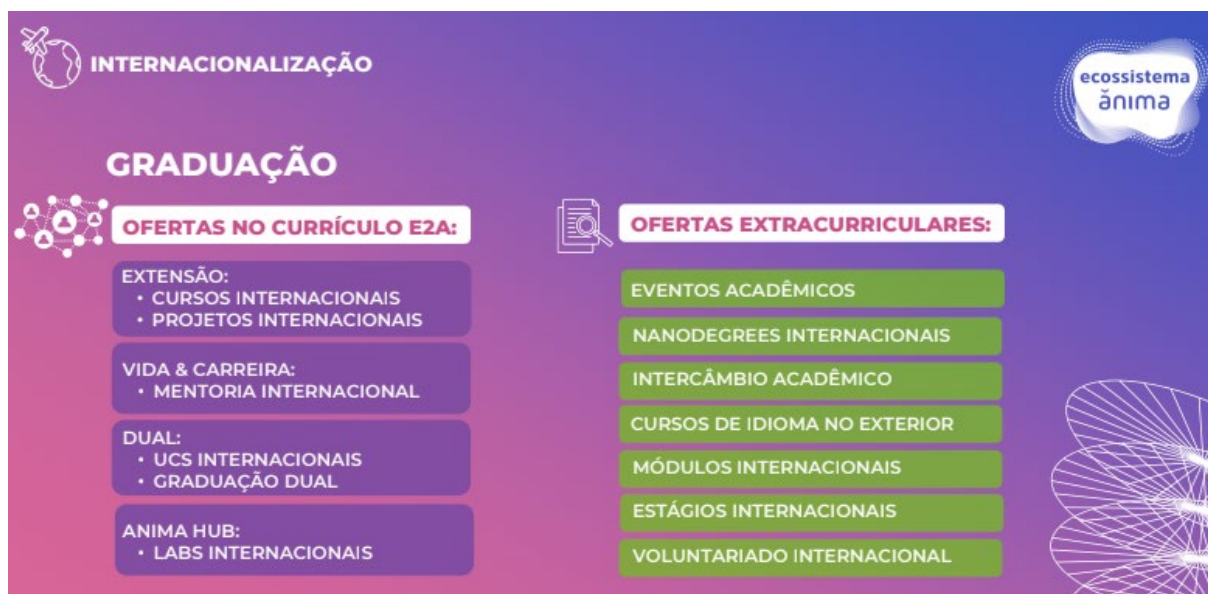 INTERNACIONALIZAÇÃO
ecossistema
ănima
GRADUAÇÃO
OFERTAS NO CURRÍCULO E2A:
EXTENSÃO:
• CURSOS INTERNACIONAIS
• PROJETOS INTERNACIONAIS
VIDA & CARREIRA:
• MENTORIA INTERNACIONAL
DUAL:
• UCS INTERNACIONAIS
• GRADUAÇÃO DUAL
ANIMA HUB:
• LABS INTERNACIONAIS
OFERTAS EXTRACURRICULARES:
EVENTOS ACADÊMICOS
NANODEGREES INTERNACIONAIS
INTERCÂMBIO ACADÊMICO
CURSOS DE IDIOMA NO EXTERIOR
MÓDULOS INTERNACIONAIS
ESTÁGIOS INTERNACIONAIS
VOLUNTARIADO INTERNACIONAL